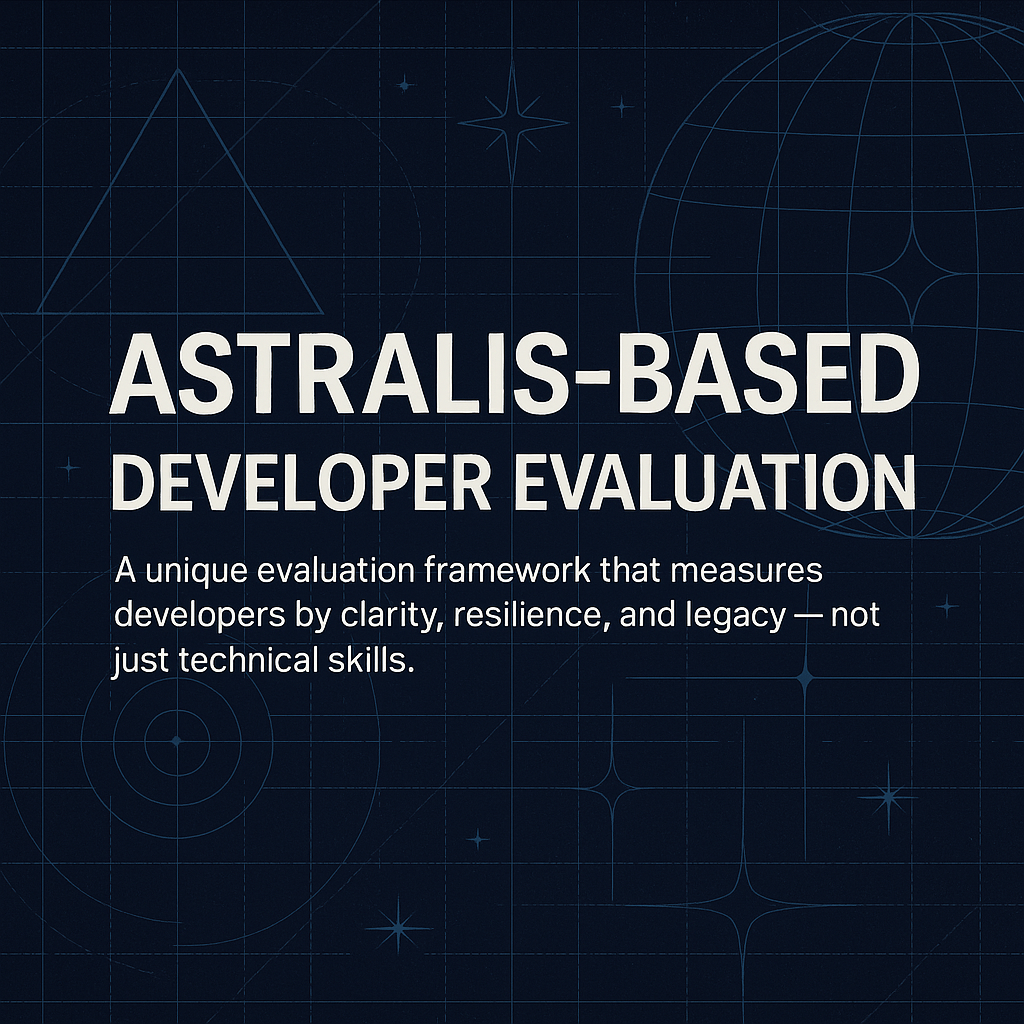 ASTRALIS-BASED
DEVELOPER EVALUATION
A unique evaluation framework that measures
developers by clarity, resilience, and legacy — not
just technical skills.